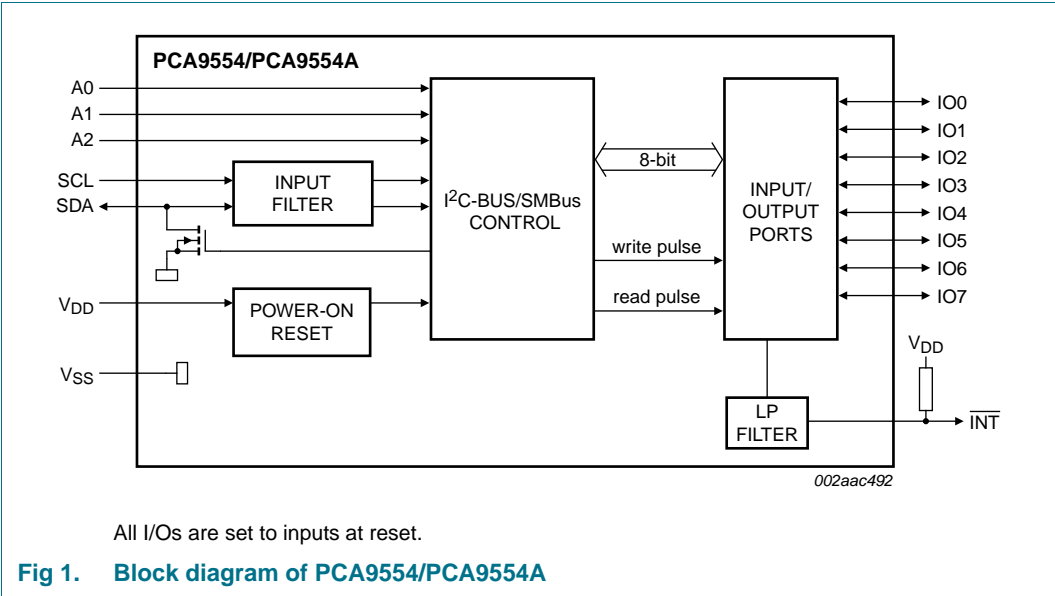 PCA9554/PCA9554A
A0
A1
A2
SCL
SDA
VDD
VSS
INPUT
FILTER
POWER-ON
RESET
I2C-BUS/SMBus
CONTROL
8-bit
write pulse
read pulse
INPUT/
OUTPUT
PORTS
IO0
IO1
IO2
IO3
IO4
IO5
IO6
IO7
VDD
LP
FILTER
INT
002aac492
All I/Os are set to inputs at reset.
Fig 1. Block diagram of PCA9554/PCA9554A